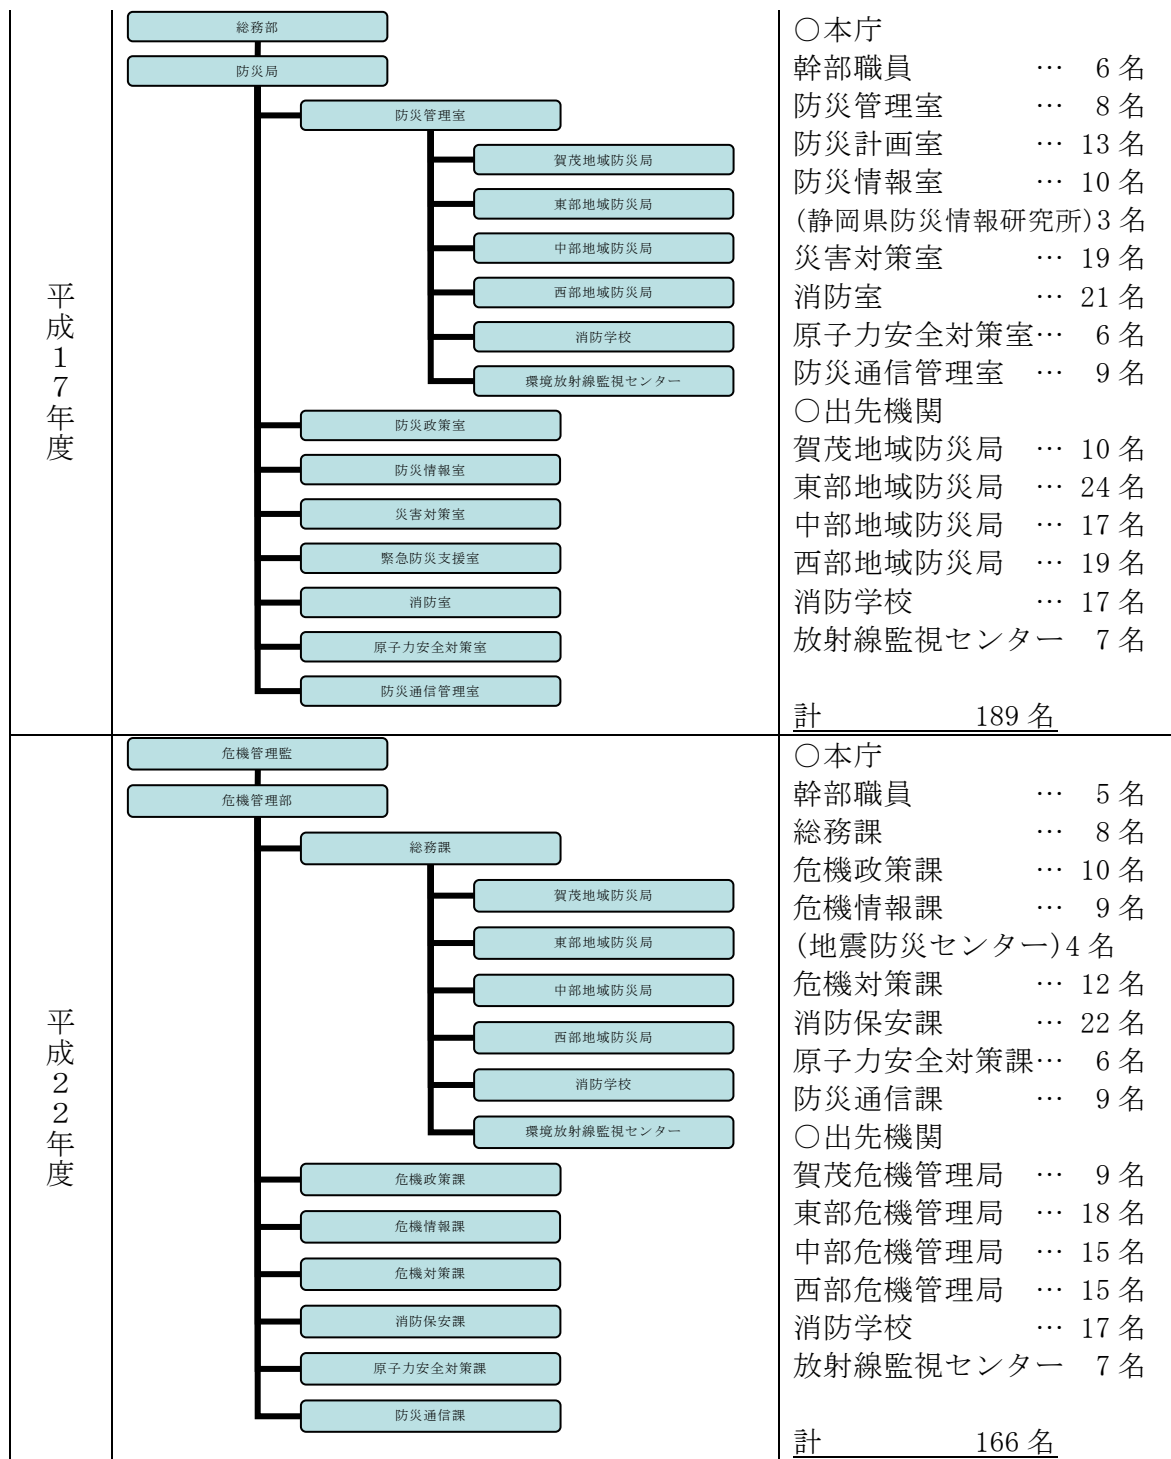 平成17年度
総務部
防災局
防災管理室
賀茂地域防災局
東部地域防災局
中部地域防災局
西部地域防災局
消防学校
環境放射線監視センター
防災政策室
防災情報室
災害対策室
緊急防災支援室
消防室
原子力安全対策室
防災通信管理室
○本庁
幹部職員 … 6名
防災管理室 … 8名
防災計画室 … 13名
防災情報室 … 10名
(静岡県防災情報研究所)3名
災害対策室 … 19名
消防室 … 21名
原子力安全対策室… 6名
防災通信管理室 … 9名
○出先機関
賀茂地域防災局 … 10名
東部地域防災局 … 24名
中部地域防災局 … 17名
西部地域防災局 … 19名
消防学校 … 17名
放射線監視センター 7名
計 189名
平成22年度
危機管理監
危機管理部
総務課
賀茂地域防災局
東部地域防災局
中部地域防災局
西部地域防災局
消防学校
環境放射線監視センター
危機政策課
危機情報課
危機対策課
消防保安課
原子力安全対策課
防災通信課
○本庁
幹部職員 … 5名
総務課 … 8名
危機政策課 … 10名
危機情報課 … 9名
(地震防災センター)4名
危機対策課 … 12名
消防保安課 … 22名
原子力安全対策課… 6名
防災通信課 … 9名
○出先機関
賀茂危機管理局 … 9名
東部危機管理局 … 18名
中部危機管理局 … 15名
西部危機管理局 … 15名
消防学校 … 17名
放射線監視センター 7名
計 166名